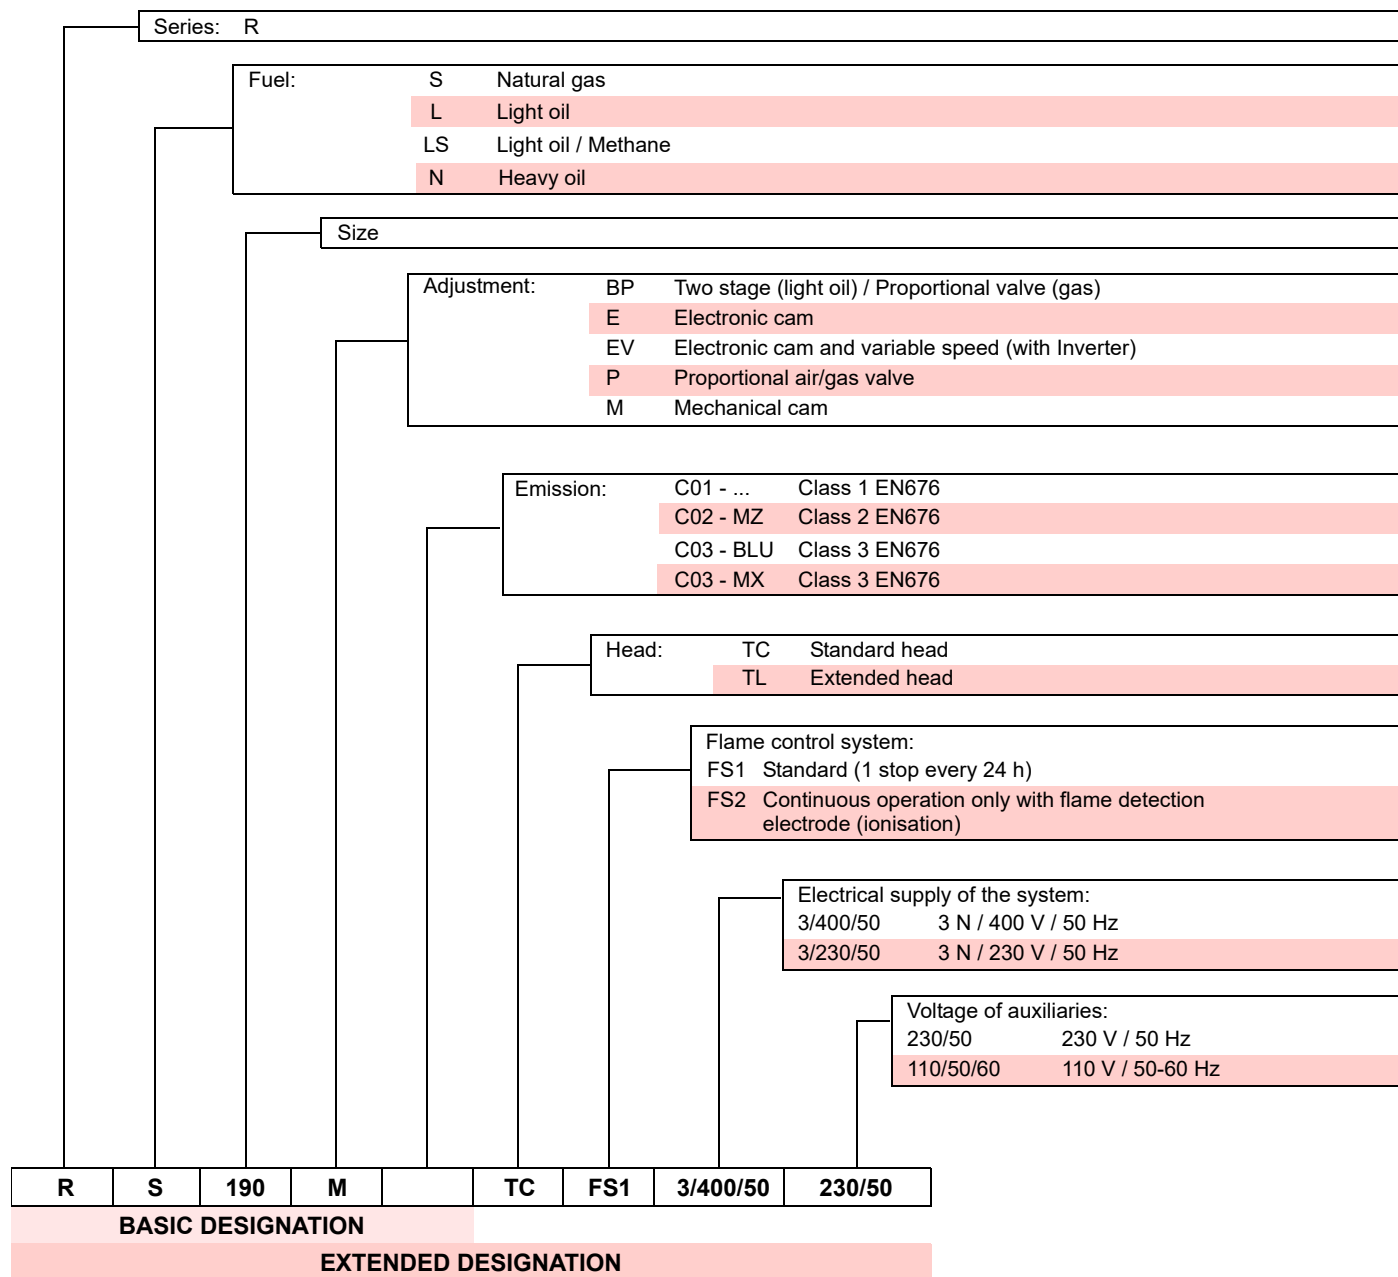 Series: R
Fuel: S Natural gas
L Light oil
LS Light oil / Methane
N Heavy oil
Size
Adjustment: BP Two stage (light oil) / Proportional valve (gas)
E Electronic cam
EV Electronic cam and variable speed (with Inverter)
P Proportional air/gas valve
M Mechanical cam
Emission: C01 - ... Class 1 EN676
C02 - MZ Class 2 EN676
C03 - BLU Class 3 EN676
C03 - MX Class 3 EN676
Head: TC Standard head
TL Extended head
Flame control system:
FS1 Standard (1 stop every 24 h)
FS2 Continuous operation only with flame detection
electrode (ionisation)
Electrical supply of the system:
3/400/50 3 N / 400 V / 50 Hz
3/230/50 3 N / 230 V / 50 Hz
Voltage of auxiliaries:
230/50 230 V / 50 Hz
110/50/60 110 V / 50-60 Hz
R S 190 M TC FS1 3/400/50 230/50
BASIC DESIGNATION
EXTENDED DESIGNATION